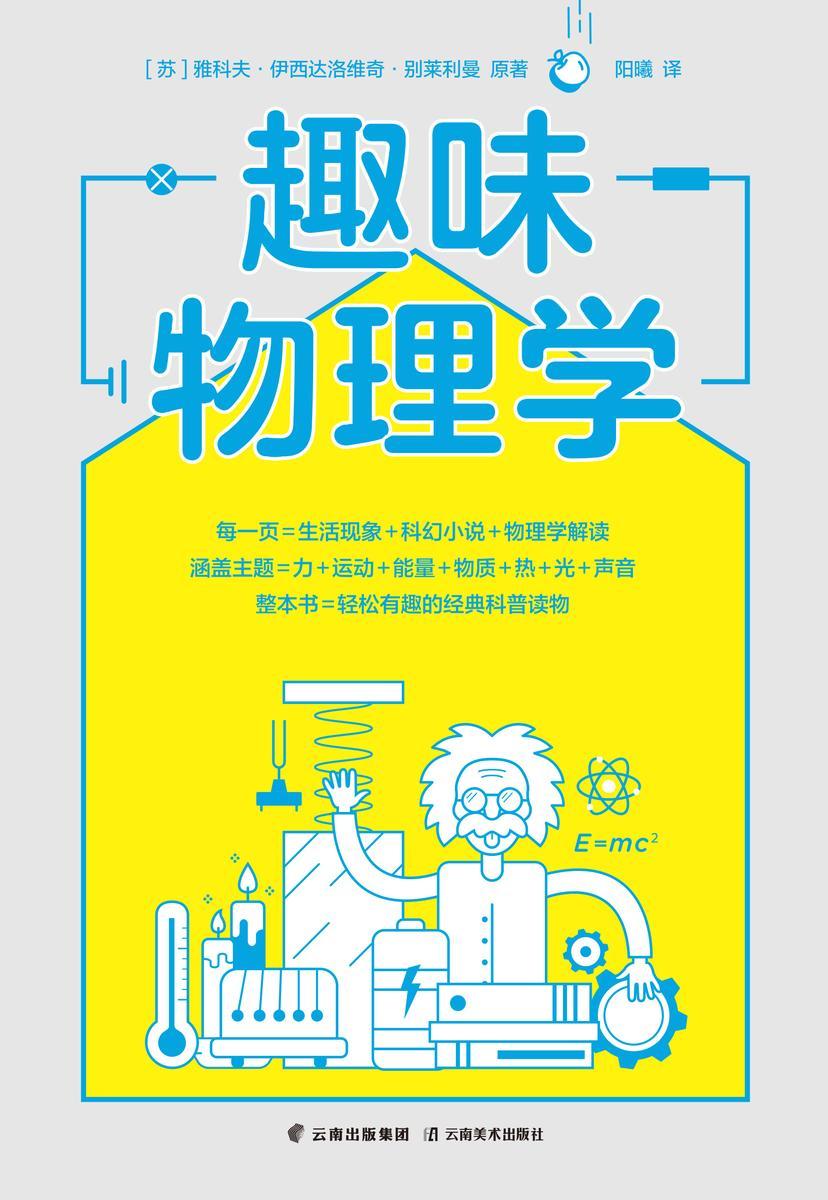 [苏]雅科夫·伊西达洛维奇·别莱利曼 原著 阳曦 译
趣味
物理学
每一页=生活现象+科幻小说+物理学解读
涵盖主题=力+运动+能量+物质+热+光+声音
整本书=轻松有趣的经典科普读物
E=mc²
云南出版集团 云南美术出版社